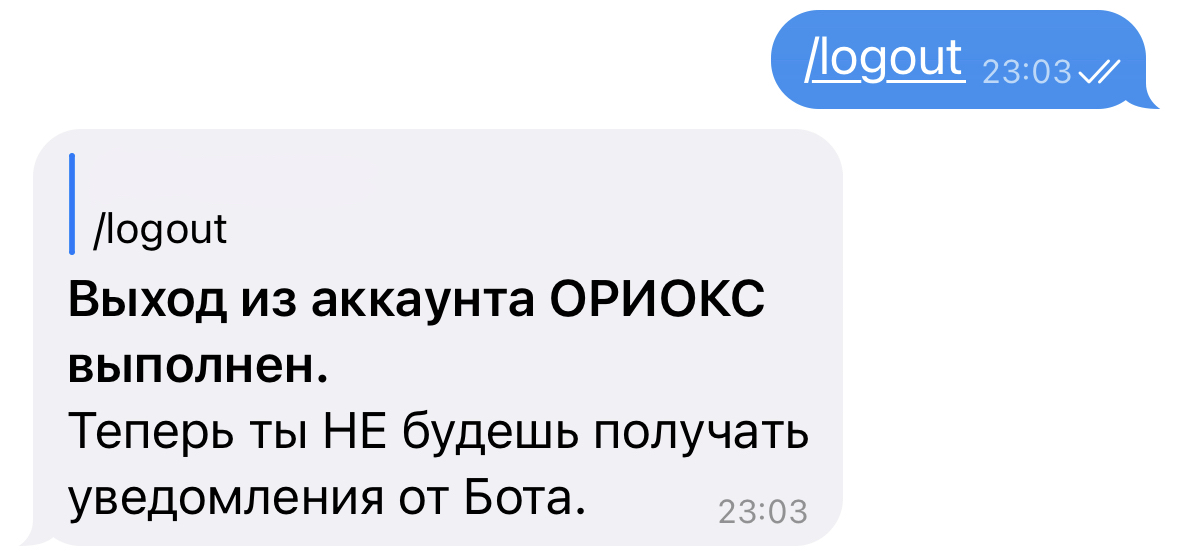 /logout 23:03
/logout
Выход из аккаунта ОРИОКС
выполнен.
Теперь ты НЕ будешь получать
уведомления от Бота. 23:03